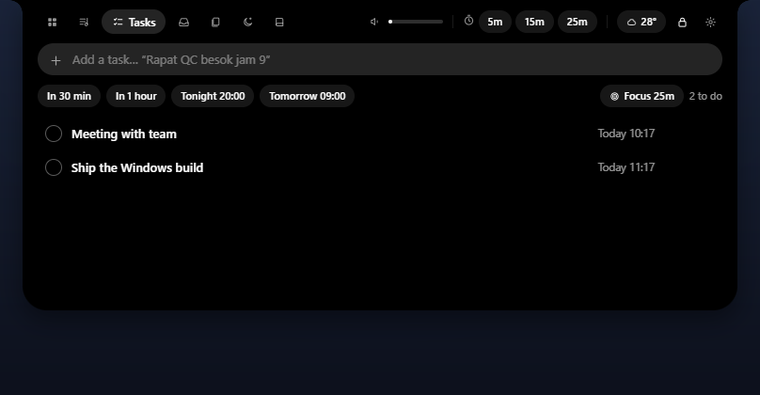 Tasks 5m 15m 25m 28°
Add a task... "Rapat QC besok jam 9"
In 30 min In 1 hour Tonight 20:00 Tomorrow 09:00 Focus 25m 2 to do
Meeting with team Today 10:17
Ship the Windows build Today 11:17